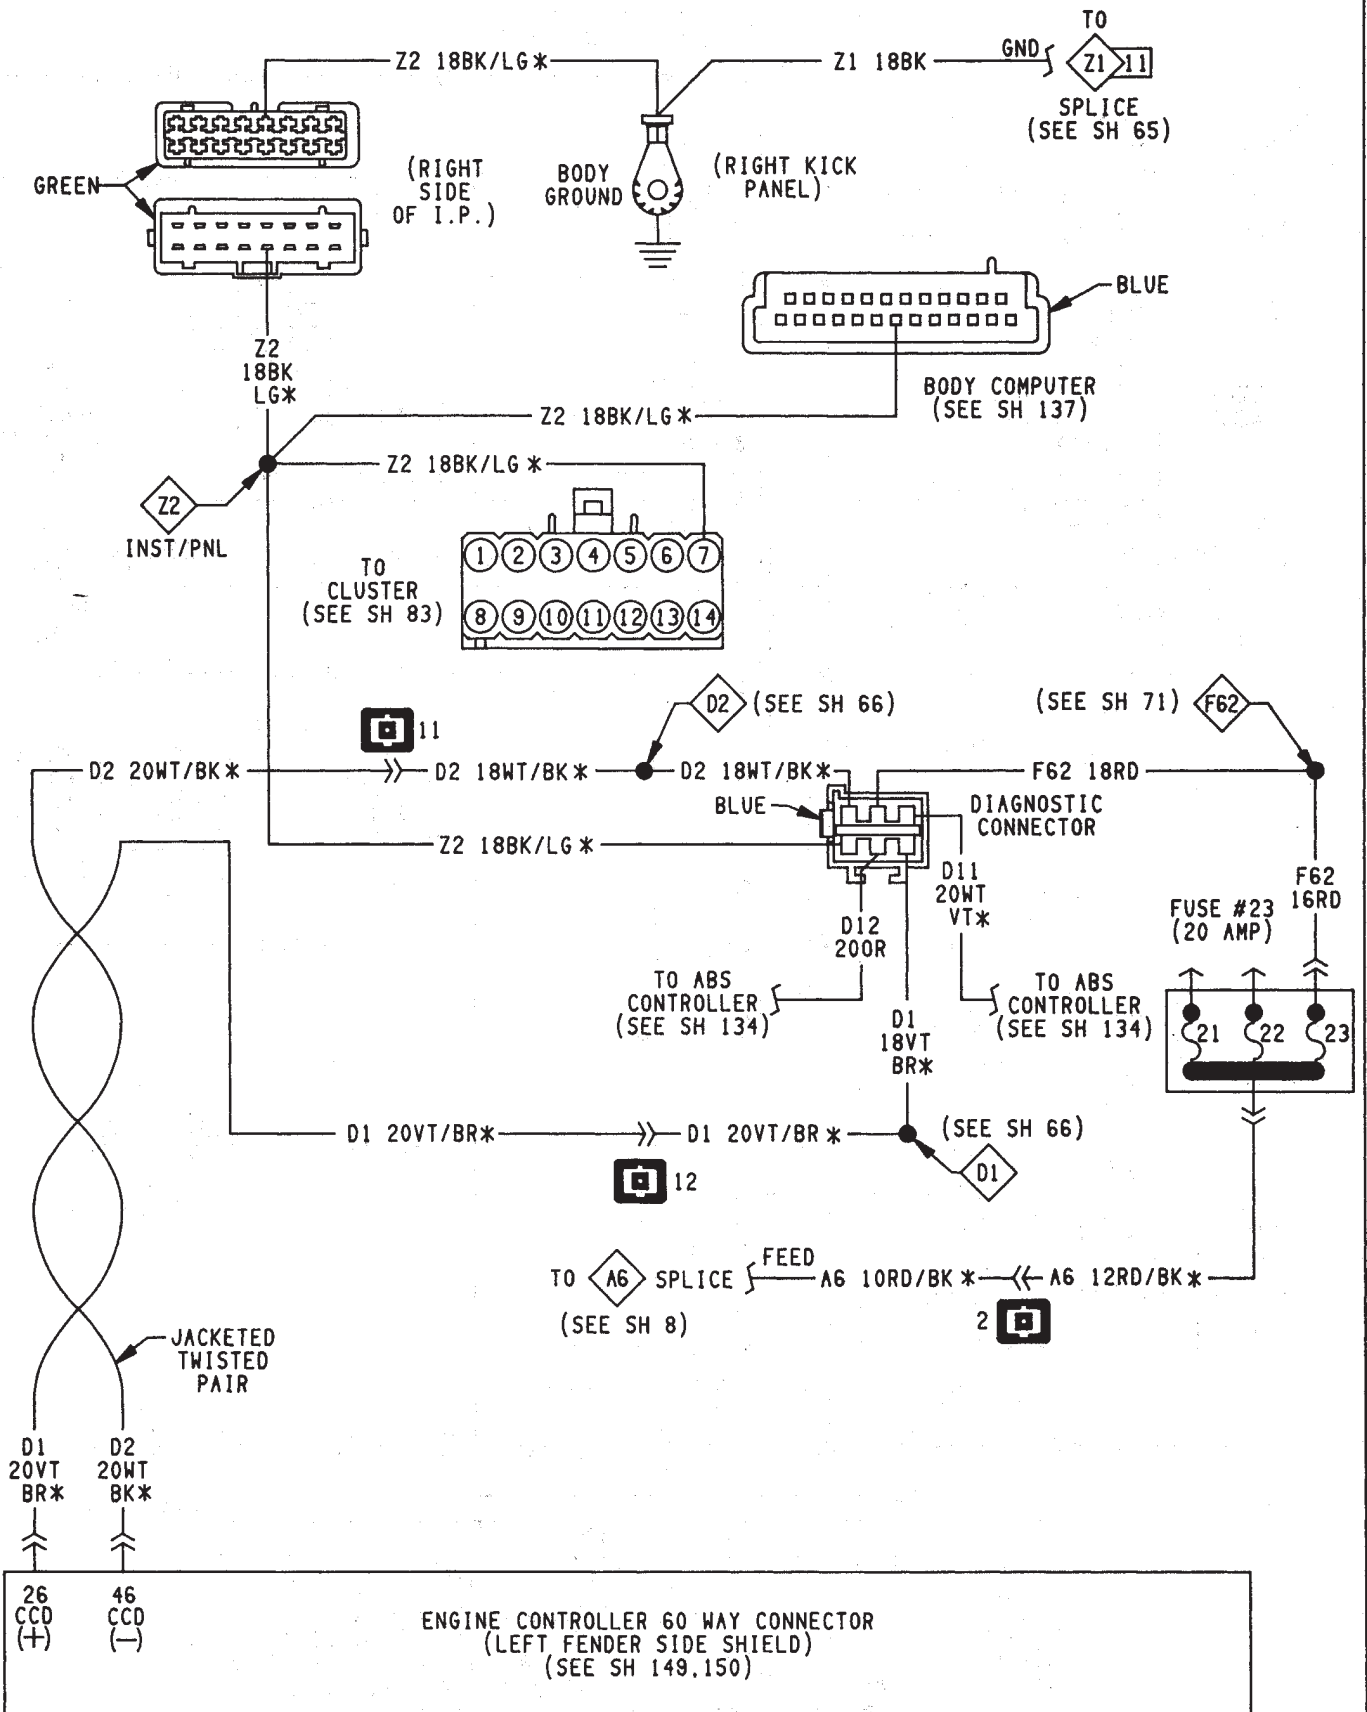 TO
Z2 18BK/LG*
Z1 18BK
GND
Z1
11
SPLICE
(SEE SH 65)
GREEN
(RIGHT
SIDE
OF I.P.)
BODY
GROUND
(RIGHT KICK
PANEL)
BLUE
Z2
18BK
LG*
BODY COMPUTER
(SEE SH 137)
Z2 18BK/LG*
Z2 18BK/LG*
Z2
INST/PNL
TO
CLUSTER
(SEE SH 83)
1 2 3 4 5 6 7
8 9 10 11 12 13 14
D2
(SEE SH 66)
(SEE SH 71)
F62
11
D2 20WT/BK*
D2 18WT/BK*
D2 18WT/BK*
F62 18RD
BLUE
DIAGNOSTIC
CONNECTOR
Z2 18BK/LG*
D11
20WT
VT*
F62
16RD
FUSE #23
(20 AMP)
D12
20OR
TO ABS
CONTROLLER
(SEE SH 134)
D1
18VT
BR*
TO ABS
CONTROLLER
(SEE SH 134)
21
22
23
D1 20VT/BR*
D1 20VT/BR*
(SEE SH 66)
D1
12
TO
A6
SPLICE
FEED
A6 10RD/BK*
A6 12RD/BK*
(SEE SH 8)
2
JACKETED
TWISTED
PAIR
D1
20VT
BR*
D2
20WT
BK*
26
CCD
(+)
46
CCD
(−)
ENGINE CONTROLLER 60 WAY CONNECTOR
(LEFT FENDER SIDE SHIELD)
(SEE SH 149,150)